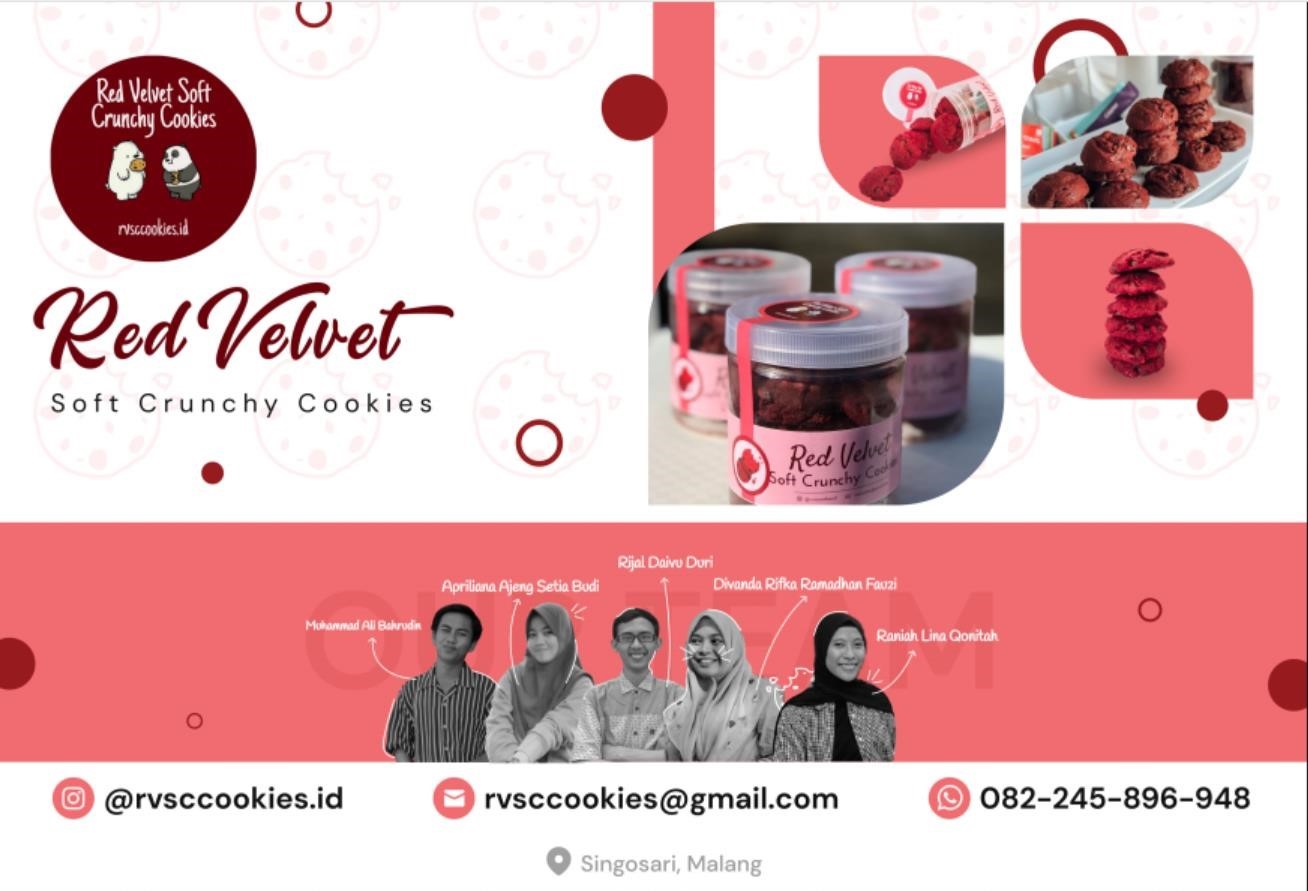 Red Velvet Soft
Crunchy Cookies
rvsccookies.id
Red Velvet
Soft Crunchy Cookies
Red Velvet
Soft Crunchy Cookies
OUR TEAM
Rijal Daivu Duri
Apriliana Ajeng Setia Budi
Divanda Rifka Ramadhan Fauzi
Muhammad Ali Bahrudin
Raniah Lina Qonitah
@rvsccookies.id
rvsccookies@gmail.com
082-245-896-948
Singosari, Malang